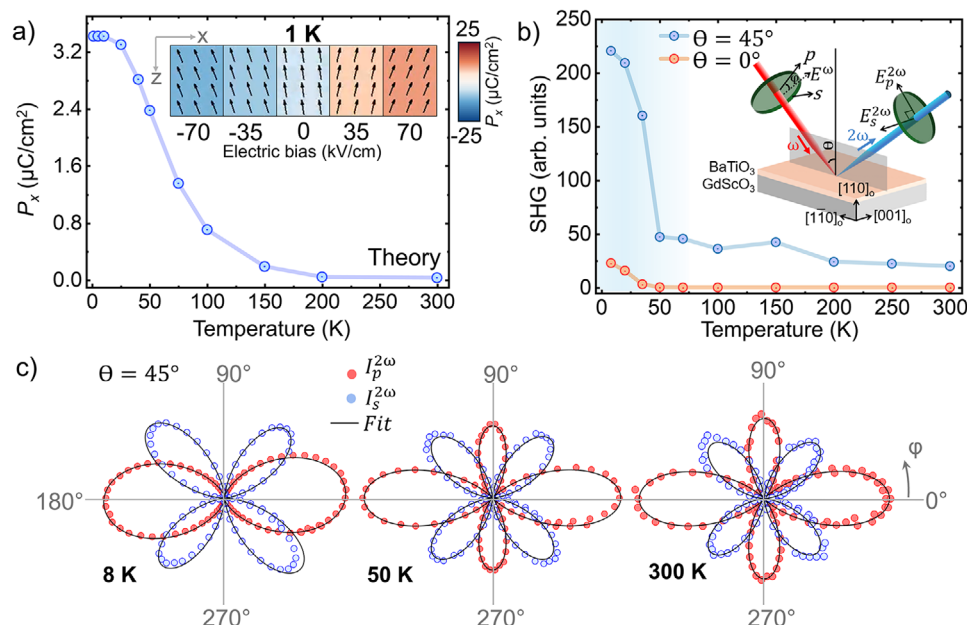 a)
3.2
2.4
1.6
0.8
0.0
Pₓ (μC/cm²)
X
Z
1 K
25
-25
Pₓ (μC/cm²)
-70 -35 0 35 70
Electric bias (kV/cm)
Theory
0 50 100 150 200 250 300
Temperature (K)
b)
250
200
150
100
50
0
SHG (arb. units)
Θ = 45°
Θ = 0°
p
φ
E^ω
s
ω
Θ
2ω
E_p^2ω
E_s^2ω
BaTiO₃
GdScO₃
[110]ₒ
[11̄0]ₒ
[001]ₒ
0 50 100 150 200 250 300
Temperature (K)
c)
Θ = 45°
I_p^2ω
I_s^2ω
Fit
90° 90° 90°
180°
φ
0°
8 K
50 K
300 K
270° 270° 270°